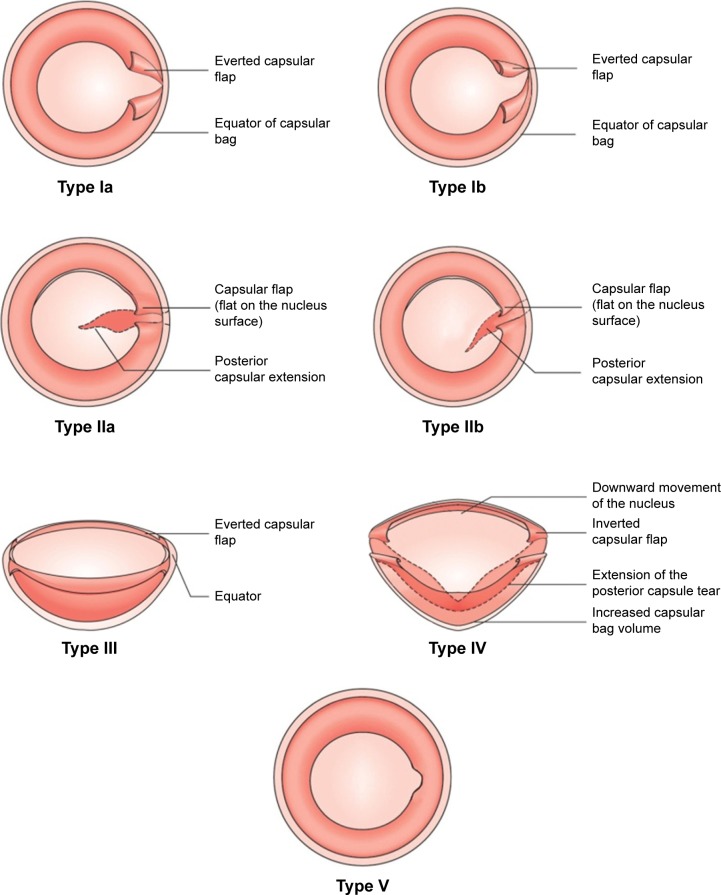 Everted capsular
flap
Equator of capsular
bag
Type Ia
Everted capsular
flap
Equator of capsular
bag
Type Ib
Capsular flap
(flat on the nucleus
surface)
Posterior
capsular extension
Type IIa
Capsular flap
(flat on the nucleus
surface)
Posterior
capsular extension
Type IIb
Everted capsular
flap
Equator
Type III
Downward movement
of the nucleus
Inverted
capsular flap
Extension of the
posterior capsule tear
Increased capsular
bag volume
Type IV
Type V